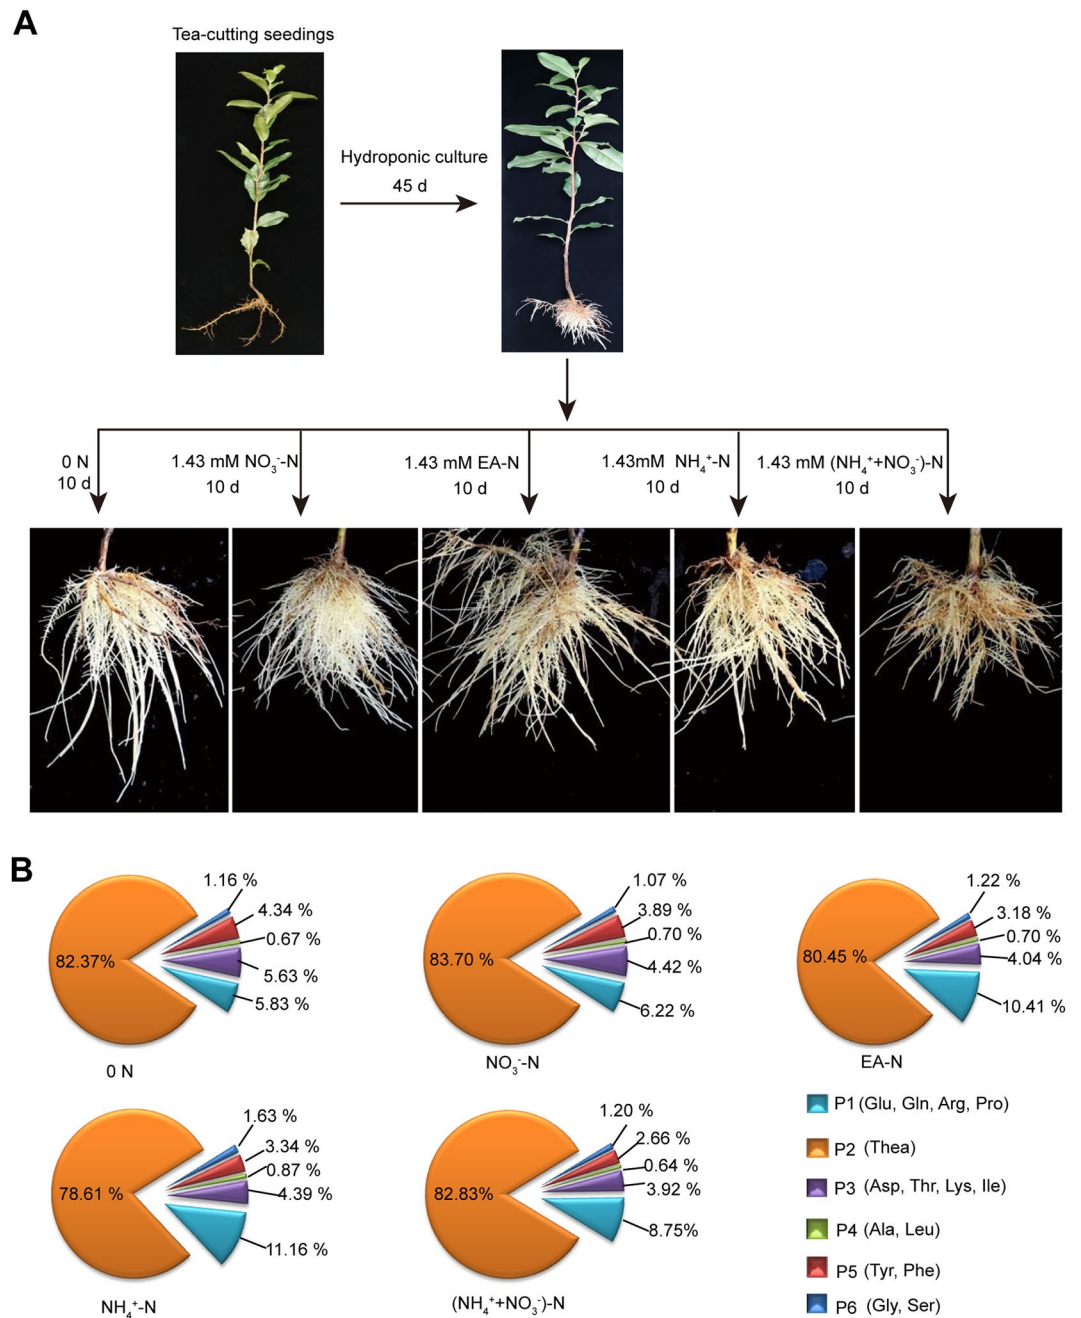 A
Tea-cutting seedings
Hydroponic culture
45 d
0 N
10 d
1.43 mM NO₃⁻-N
10 d
1.43 mM EA-N
10 d
1.43mM NH₄⁺-N
10 d
1.43 mM (NH₄⁺+NO₃⁻)-N
10 d
B
82.37%
1.16 %
4.34 %
0.67 %
5.63 %
5.83 %
0 N
83.70 %
1.07 %
3.89 %
0.70 %
4.42 %
6.22 %
NO₃⁻-N
80.45 %
1.22 %
3.18 %
0.70 %
4.04 %
10.41 %
EA-N
78.61 %
1.63 %
3.34 %
0.87 %
4.39 %
11.16 %
NH₄⁺-N
82.83%
1.20 %
2.66 %
0.64 %
3.92 %
8.75%
(NH₄⁺+NO₃⁻)-N
P1 (Glu, Gln, Arg, Pro)
P2 (Thea)
P3 (Asp, Thr, Lys, Ile)
P4 (Ala, Leu)
P5 (Tyr, Phe)
P6 (Gly, Ser)